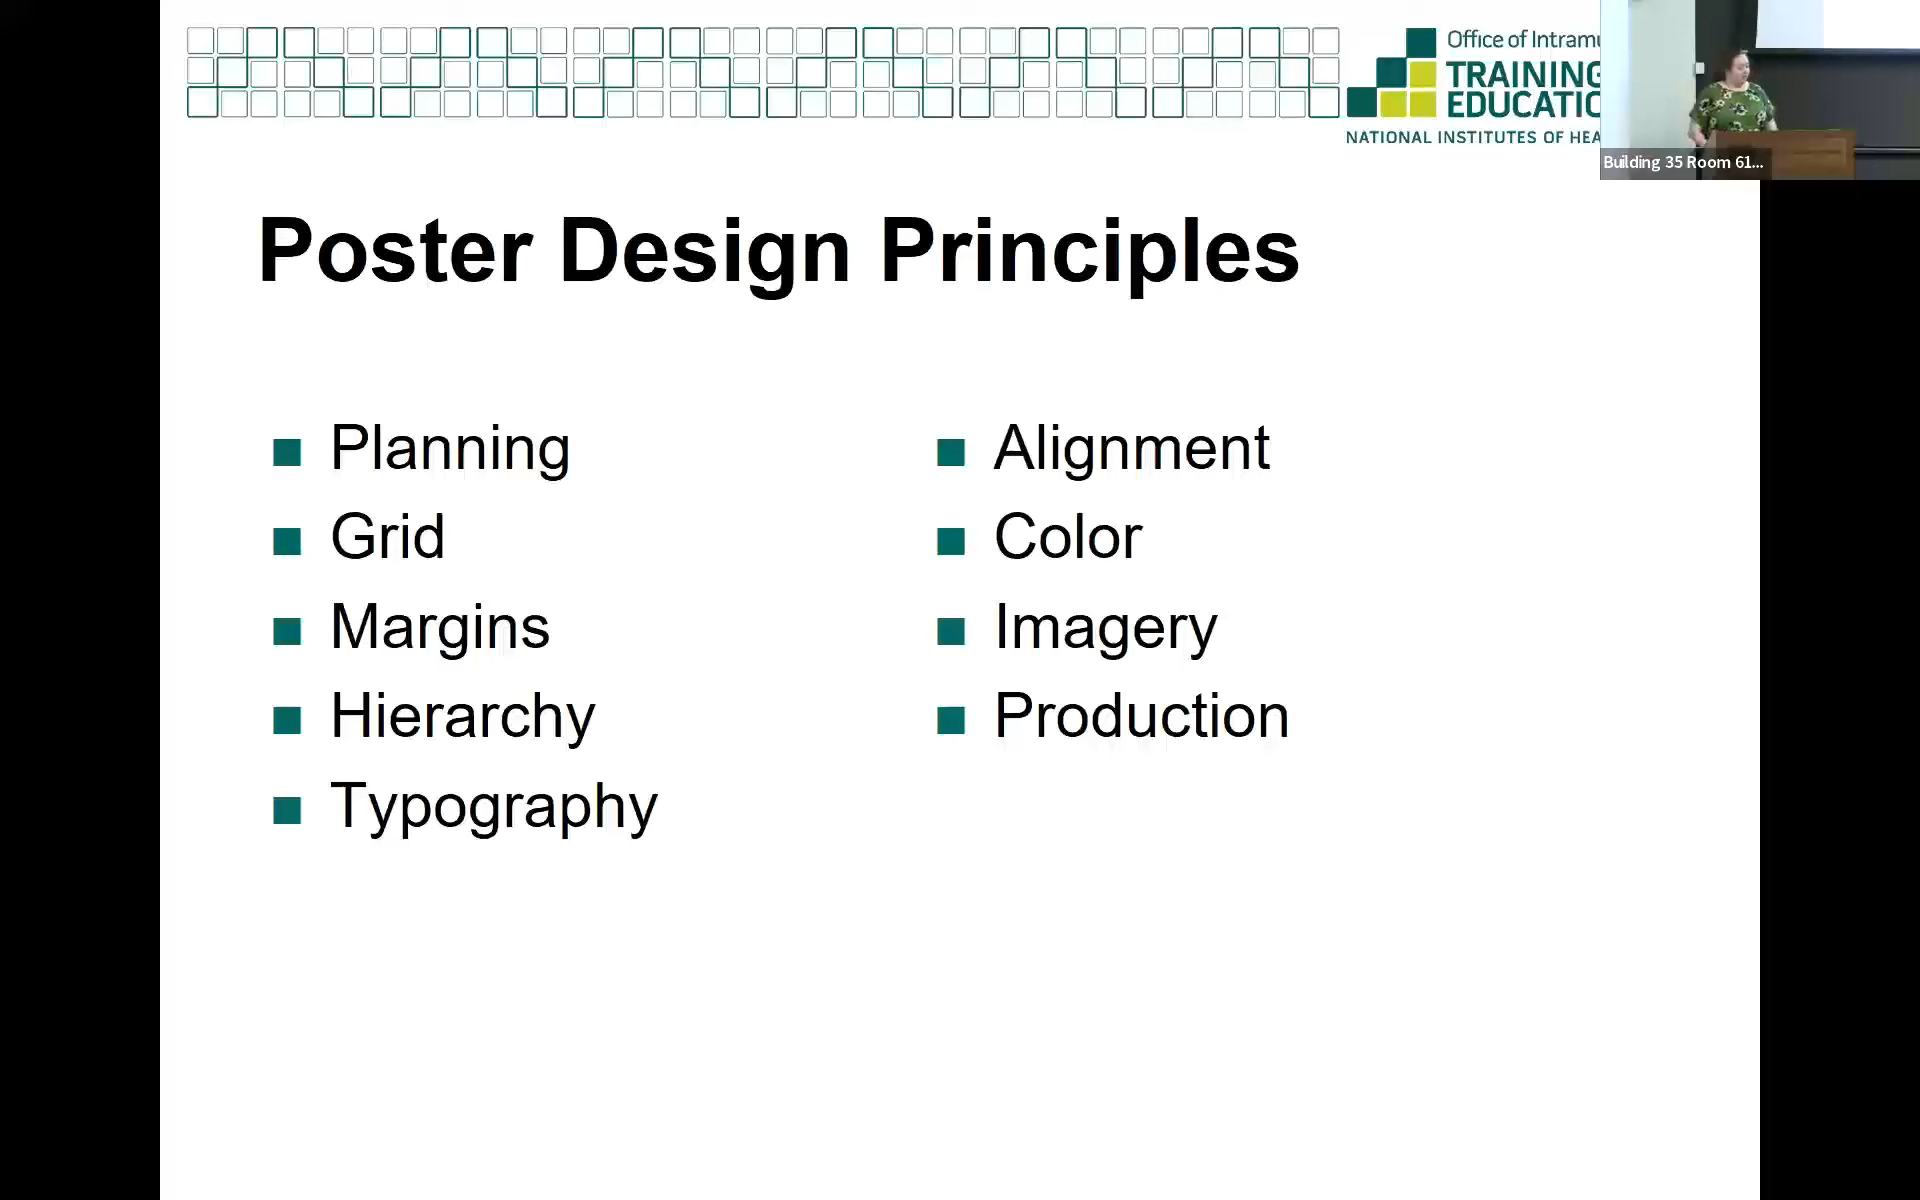 Office of Intramu
TRAINING
EDUCATIO
NATIONAL INSTITUTES OF HEA
Building 35 Room 61...
Poster Design Principles
Planning
Grid
Margins
Hierarchy
Typography
Alignment
Color
Imagery
Production